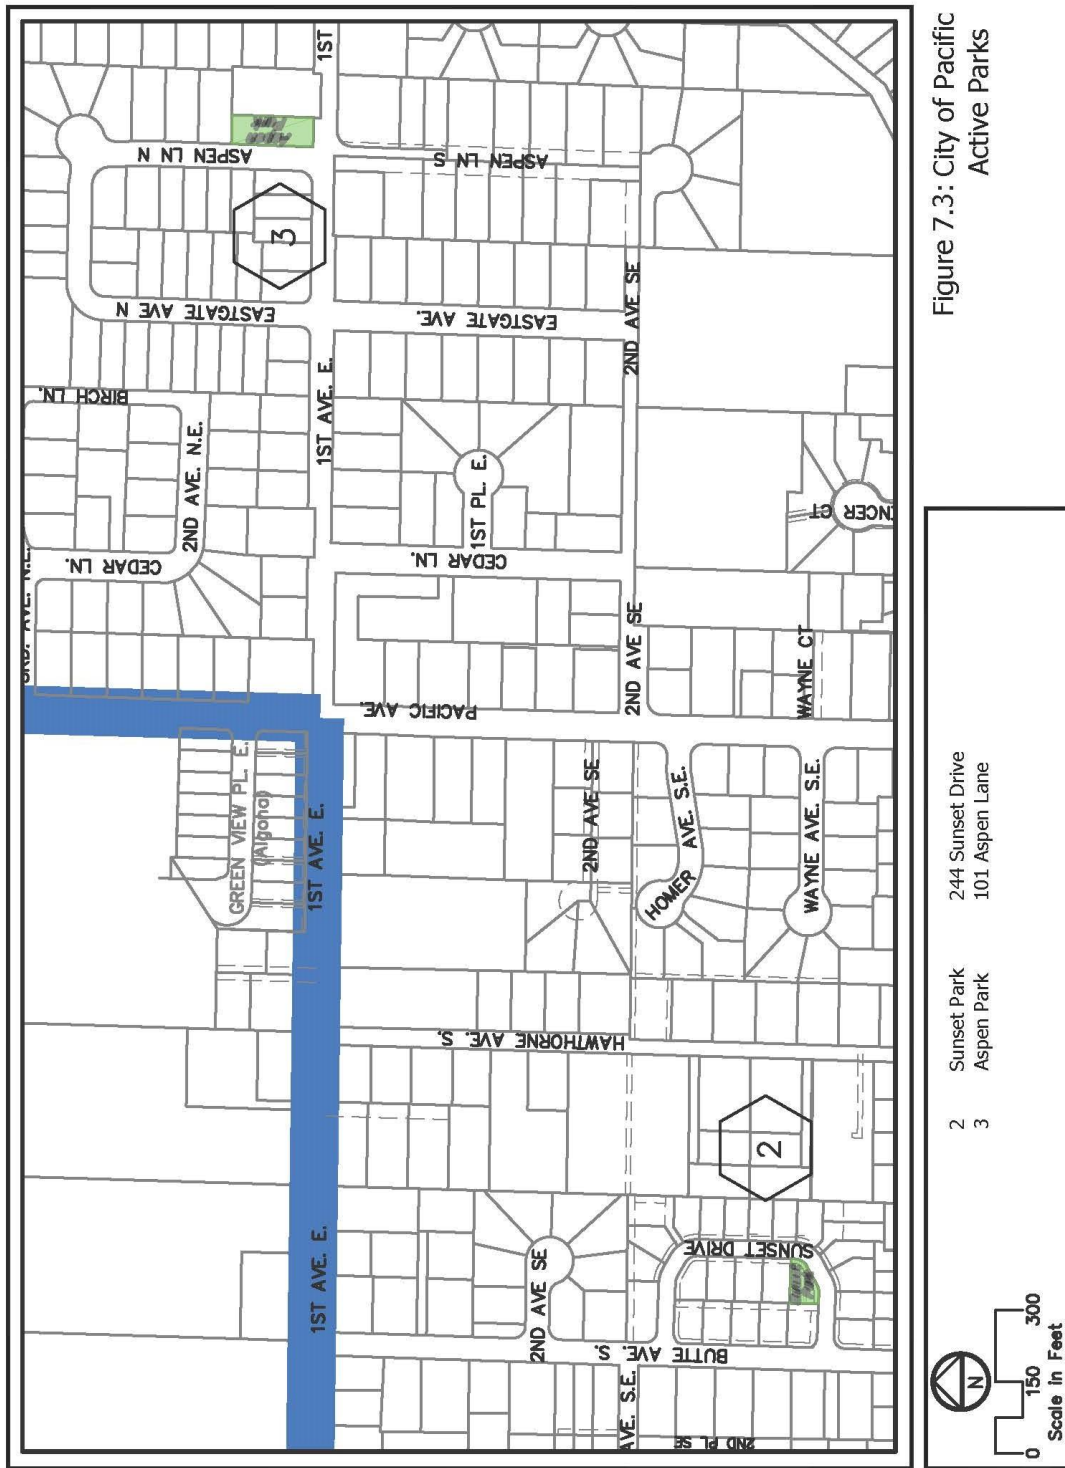 1ST
ASPEN LN N
ASPEN LN S
3
EASTGATE AVE N
EASTGATE AVE.
2ND AVE SE
1ST AVE. E.
BIRCH LN.
2ND AVE. N.E.
1ST PL. E.
CEDAR LN.
CEDAR LN.
3RD. AVE. N.E.
ENCER CT
2ND AVE SE
WAYNE CT
PACIFIC AVE.
GREEN VIEW PL. E.
(Algona)
1ST AVE. E.
2ND AVE SE
HOMER AVE. S.E.
WAYNE AVE. S.E.
HAWTHORNE AVE. S.
2
SUNSET DRIVE
1ST AVE. E.
2ND AVE SE
BUTTE AVE. S.
AVE. S.E.
2ND PL SE
Figure 7.3: City of Pacific
Active Parks
2 Sunset Park 244 Sunset Drive
3 Aspen Park 101 Aspen Lane
N
0 150 300
Scale in Feet